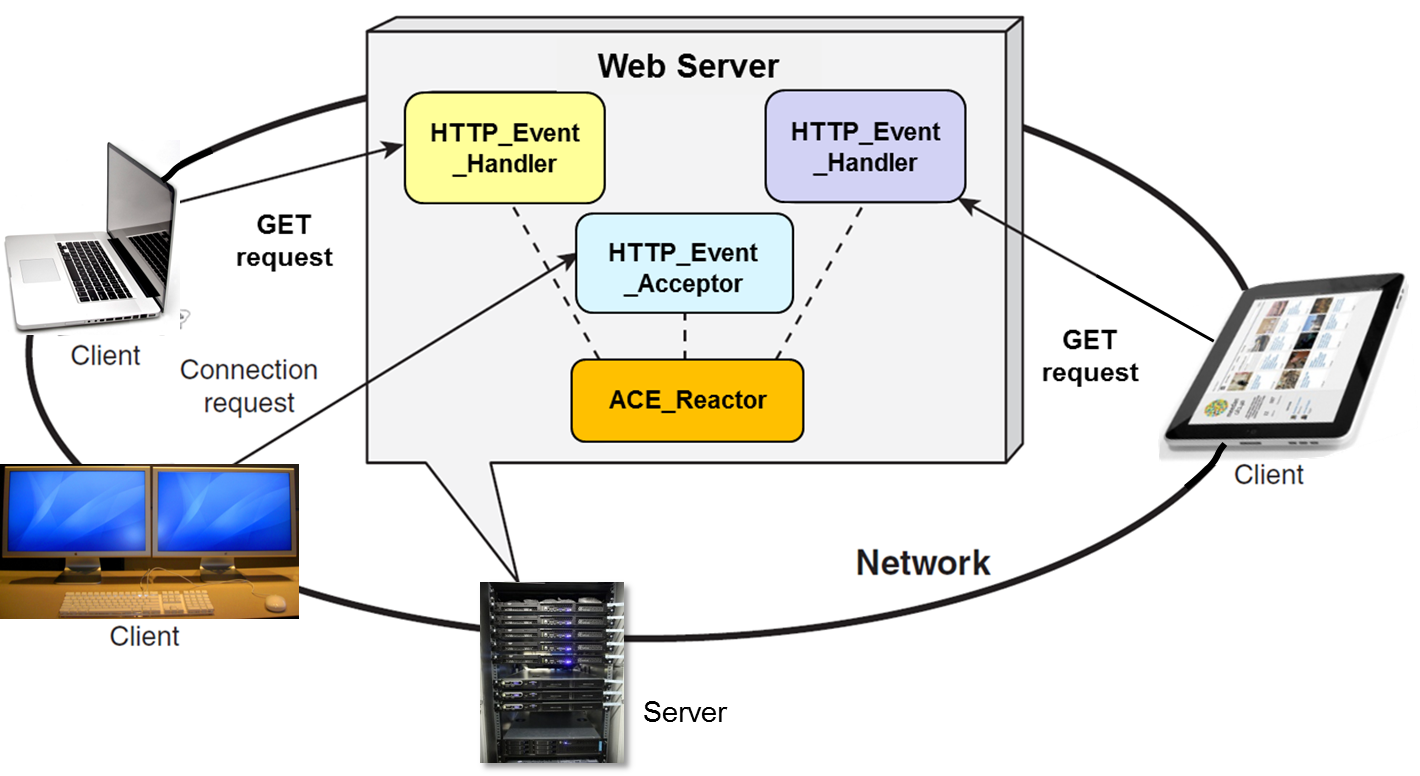 Web Server
HTTP_Event
_Handler
HTTP_Event
_Handler
GET
request
HTTP_Event
_Acceptor
Client
Connection
request
ACE_Reactor
GET
request
Client
Network
Client
Server